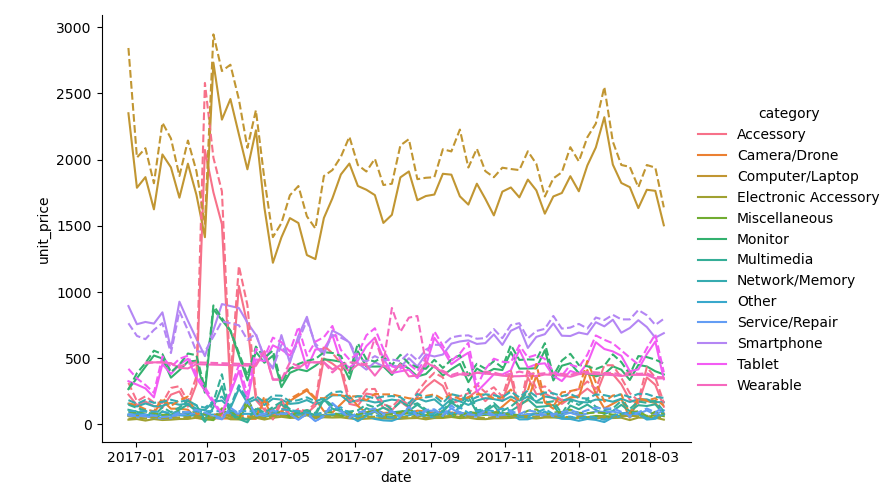 3000
2500
2000
1500
1000
500
0
unit_price
2017-01
2017-03
2017-05
2017-07
2017-09
2017-11
2018-01
2018-03
date
category
Accessory
Camera/Drone
Computer/Laptop
Electronic Accessory
Miscellaneous
Monitor
Multimedia
Network/Memory
Other
Service/Repair
Smartphone
Tablet
Wearable